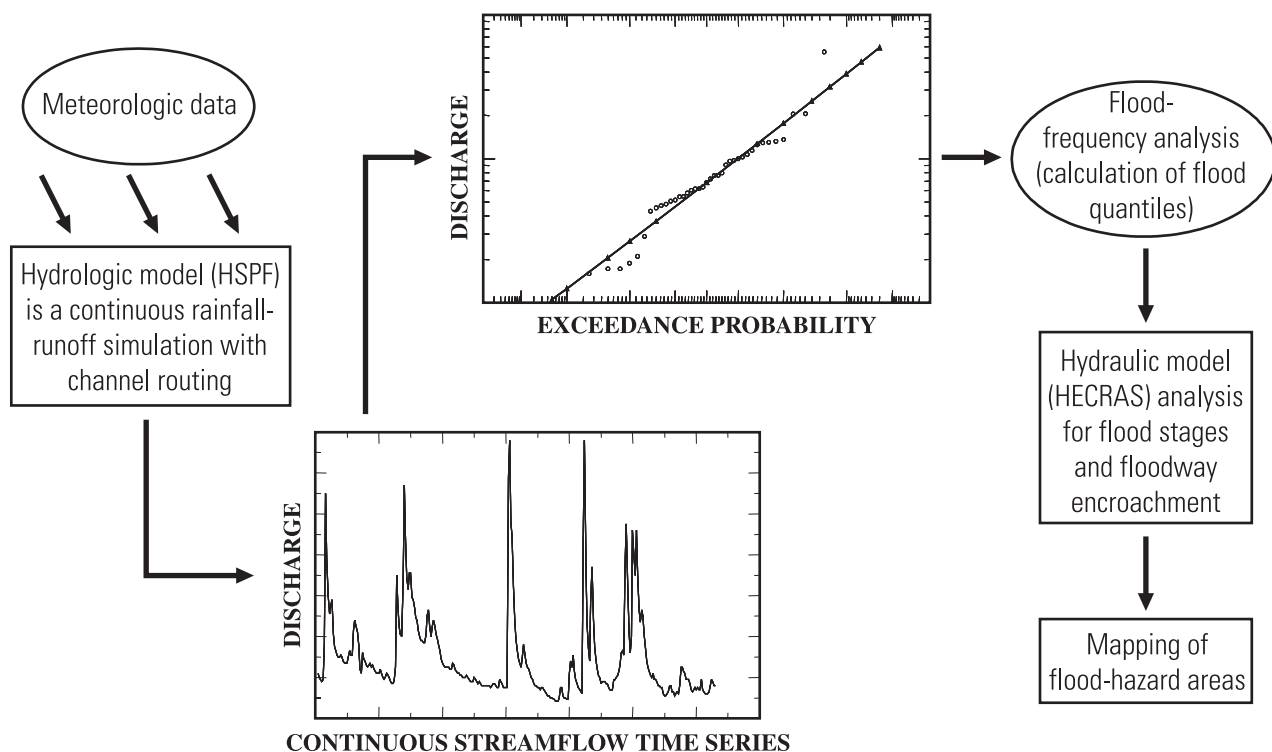 Meteorologic data
Hydrologic model (HSPF)
is a continuous rainfall-
runoff simulation with
channel routing
DISCHARGE
CONTINUOUS STREAMFLOW TIME SERIES
DISCHARGE
EXCEEDANCE PROBABILITY
Flood-
frequency analysis
(calculation of flood
quantiles)
Hydraulic model
(HECRAS) analysis
for flood stages
and floodway
encroachment
Mapping of
flood-hazard areas